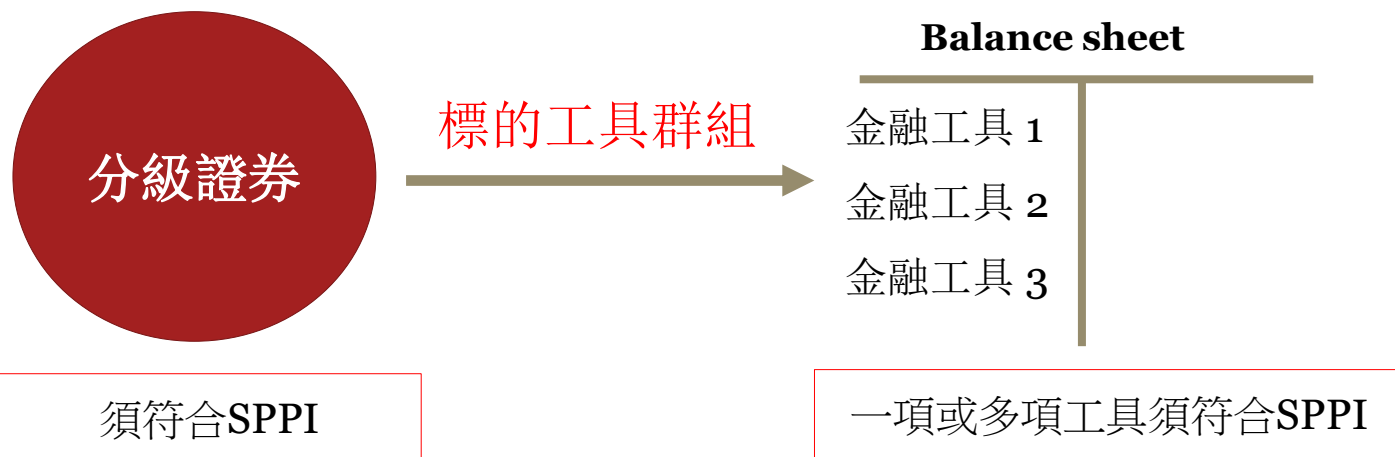 Balance sheet
標的工具群組
分級證券
金融工具 1
金融工具 2
金融工具 3
須符合SPPI
一項或多項工具須符合SPPI